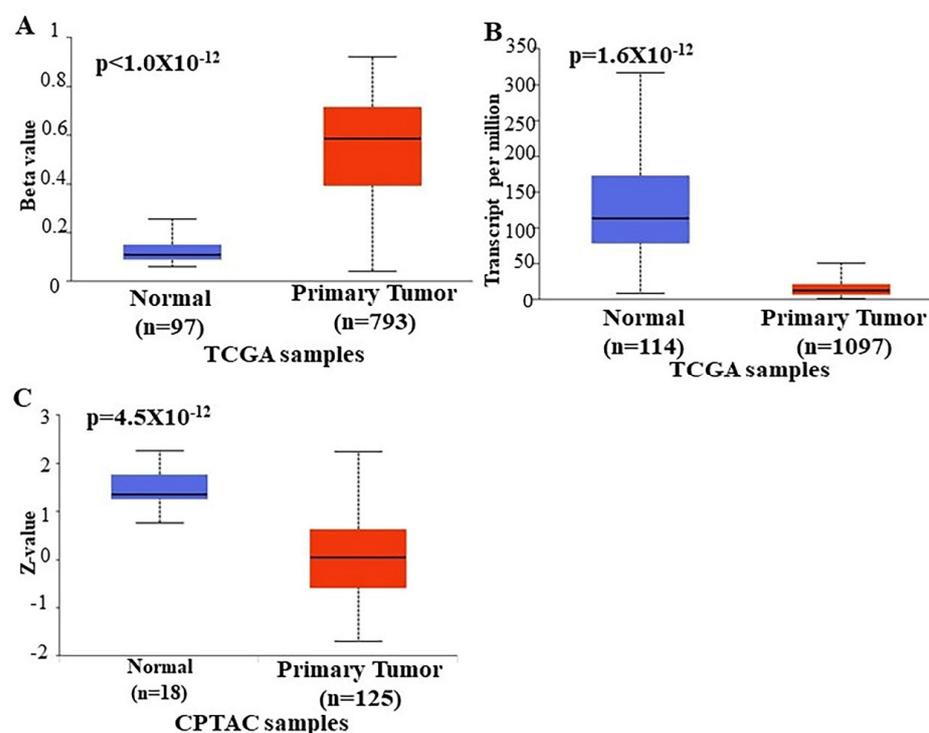 A
p<1.0X10-12
Beta value
1
0.8
0.6
0.4
0.2
0
Normal
(n=97)
Primary Tumor
(n=793)
TCGA samples
B
p=1.6X10-12
Transcript per million
350
300
250
200
150
100
50
0
Normal
(n=114)
Primary Tumor
(n=1097)
TCGA samples
C
p=4.5X10-12
Z-value
3
2
1
0
-1
-2
Normal
(n=18)
Primary Tumor
(n=125)
CPTAC samples